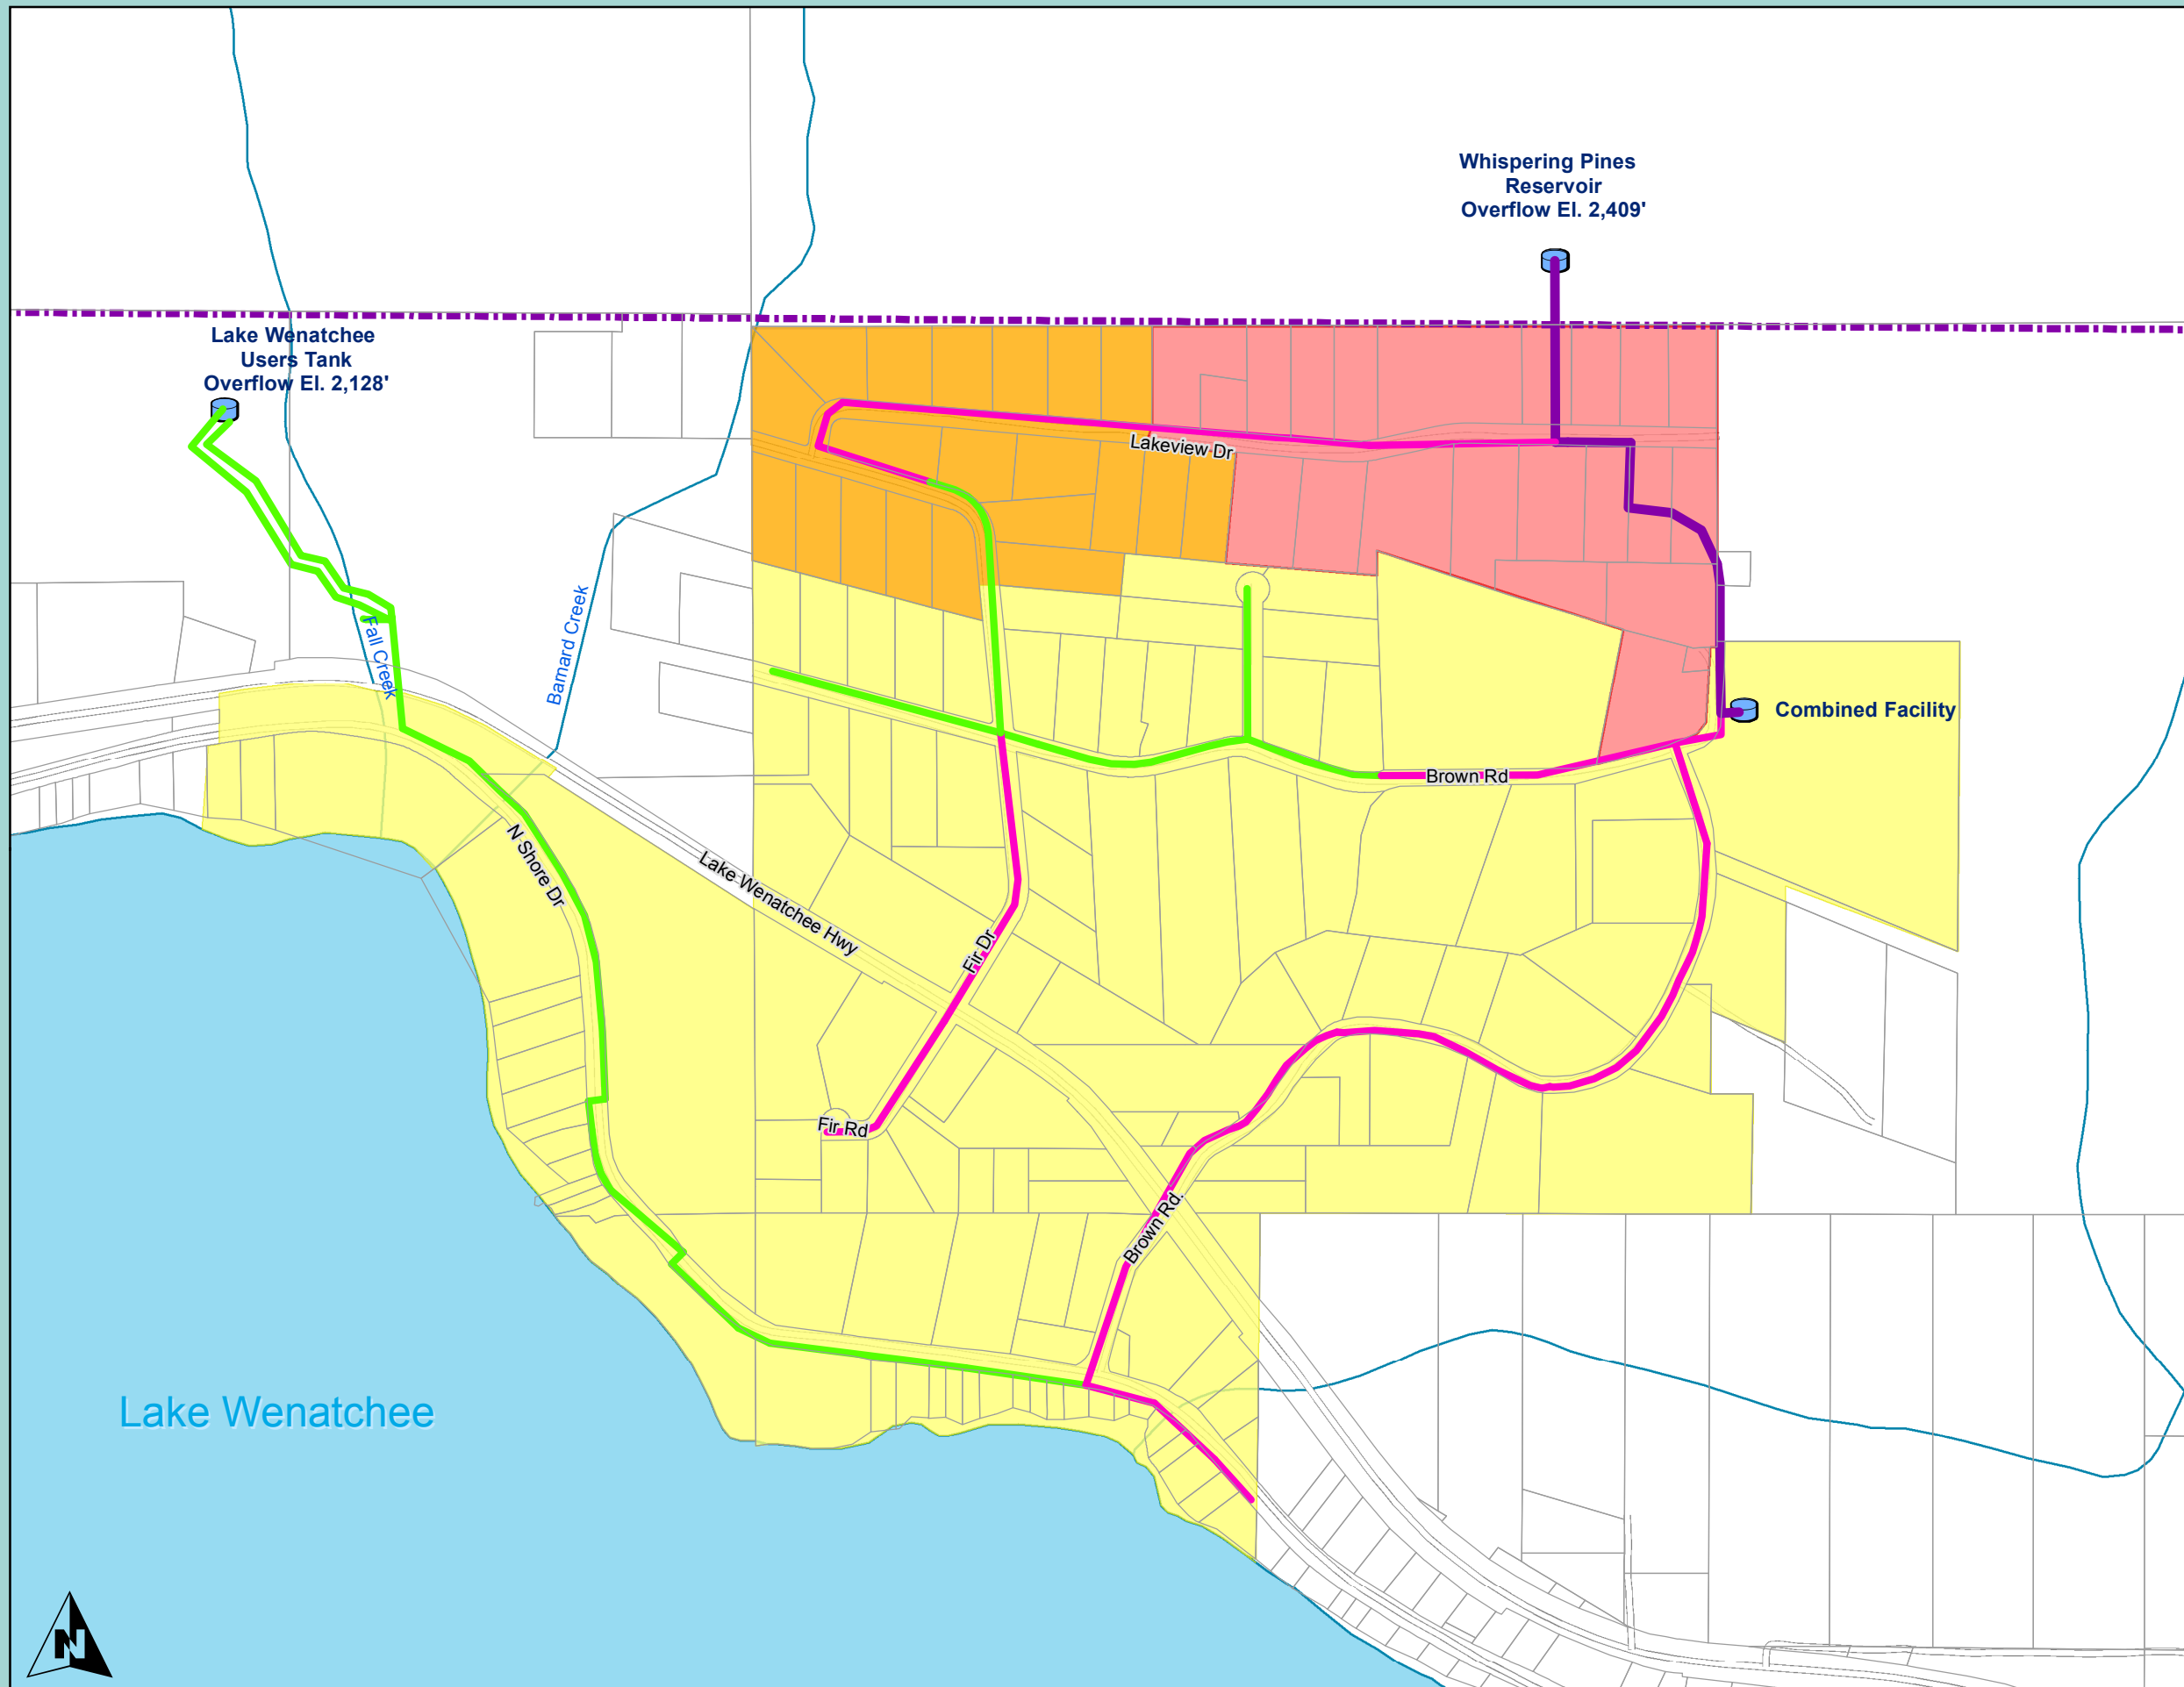 Whispering Pines
Reservoir
Overflow El. 2,409'
Lake Wenatchee
Users Tank
Overflow El. 2,128'
Lakeview Dr
Fall Creek
Barnard Creek
Combined Facility
Brown Rd
N Shore Dr
Lake Wenatchee Hwy
Fir Dr
Fir Rd
Brown Rd.
Lake Wenatchee
N